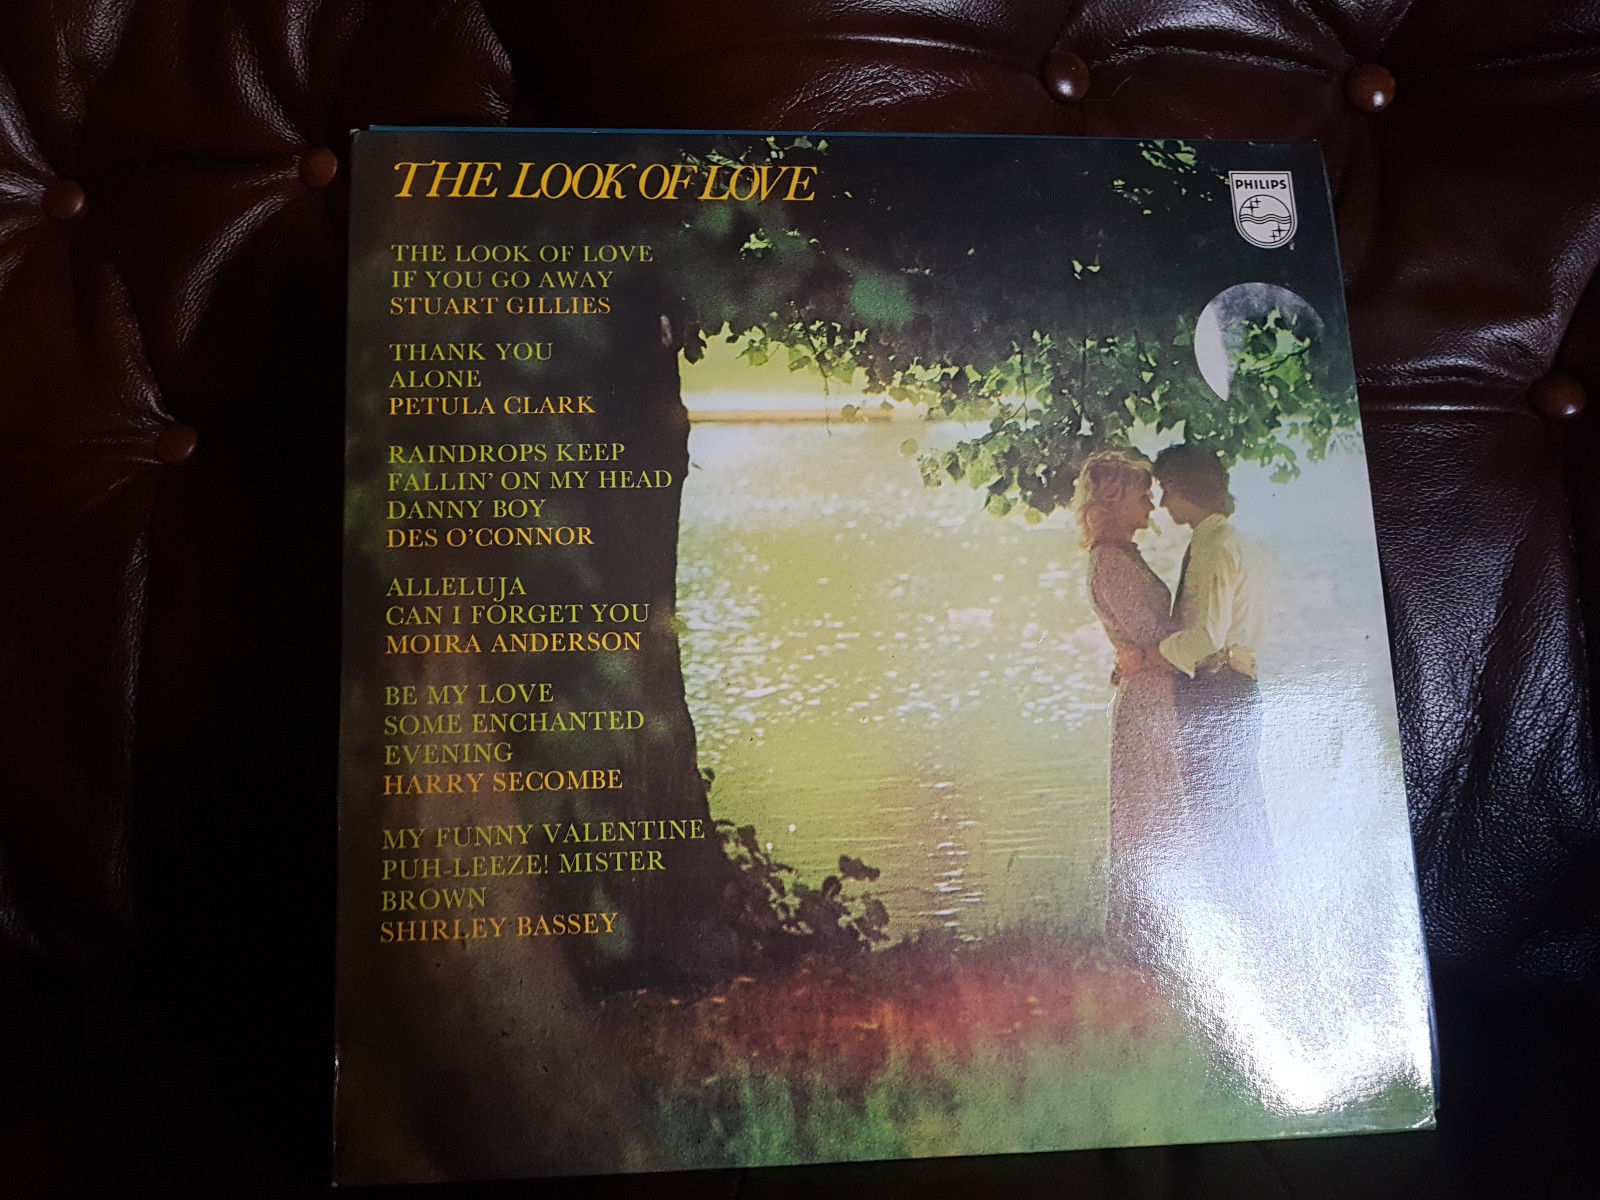 THE LOOK OF LOVE
PHILIPS
THE LOOK OF LOVE
IF YOU GO AWAY
STUART GILLIES
THANK YOU
ALONE
PETULA CLARK
RAINDROPS KEEP
FALLIN' ON MY HEAD
DANNY BOY
DES O'CONNOR
ALLELUJA
CAN I FORGET YOU
MOIRA ANDERSON
BE MY LOVE
SOME ENCHANTED
EVENING
HARRY SECOMBE
MY FUNNY VALENTINE
PUH-LEEZE! MISTER
BROWN
SHIRLEY BASSEY